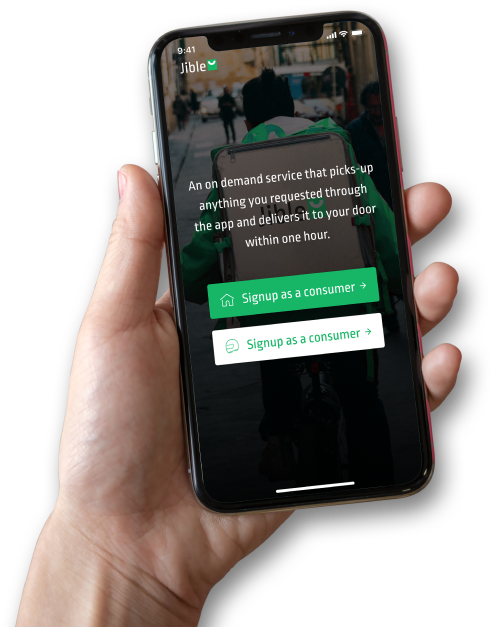 9:41
Jible
An on demand service that picks-up
anything you requested through
the app and delivers it to your door
within one hour.
Signup as a consumer →
Signup as a consumer →